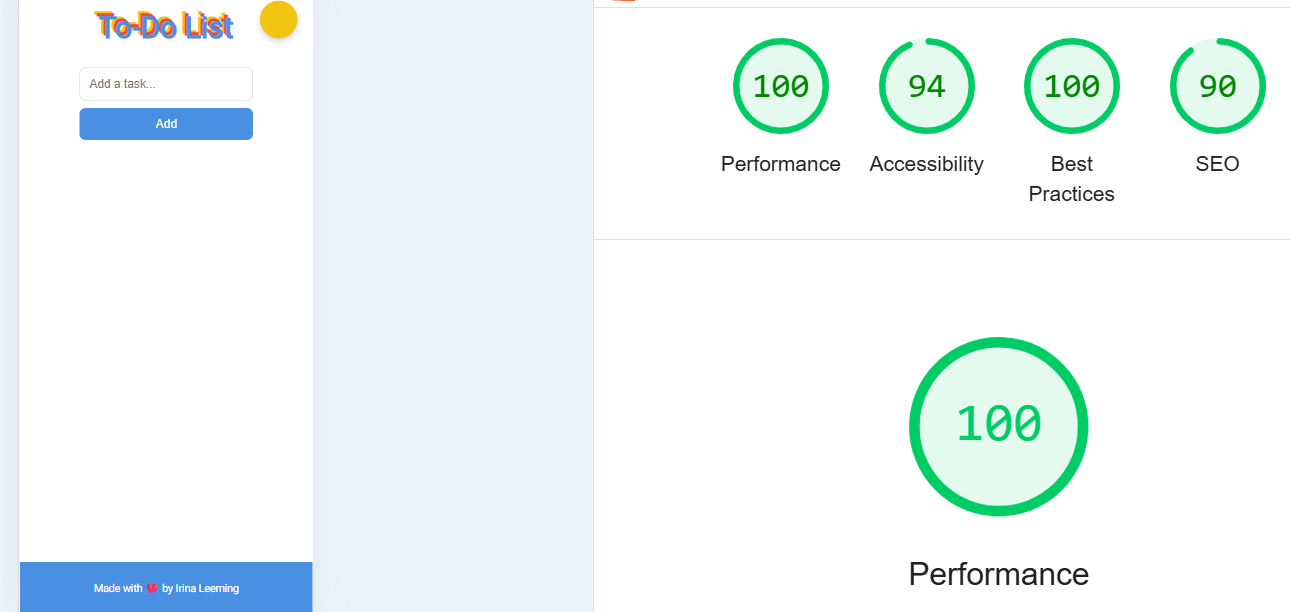 To-Do List
Add a task...
Add
Made with ❤ by Irina Leeming
100
94
100
90
Performance
Accessibility
Best
Practices
SEO
100
Performance